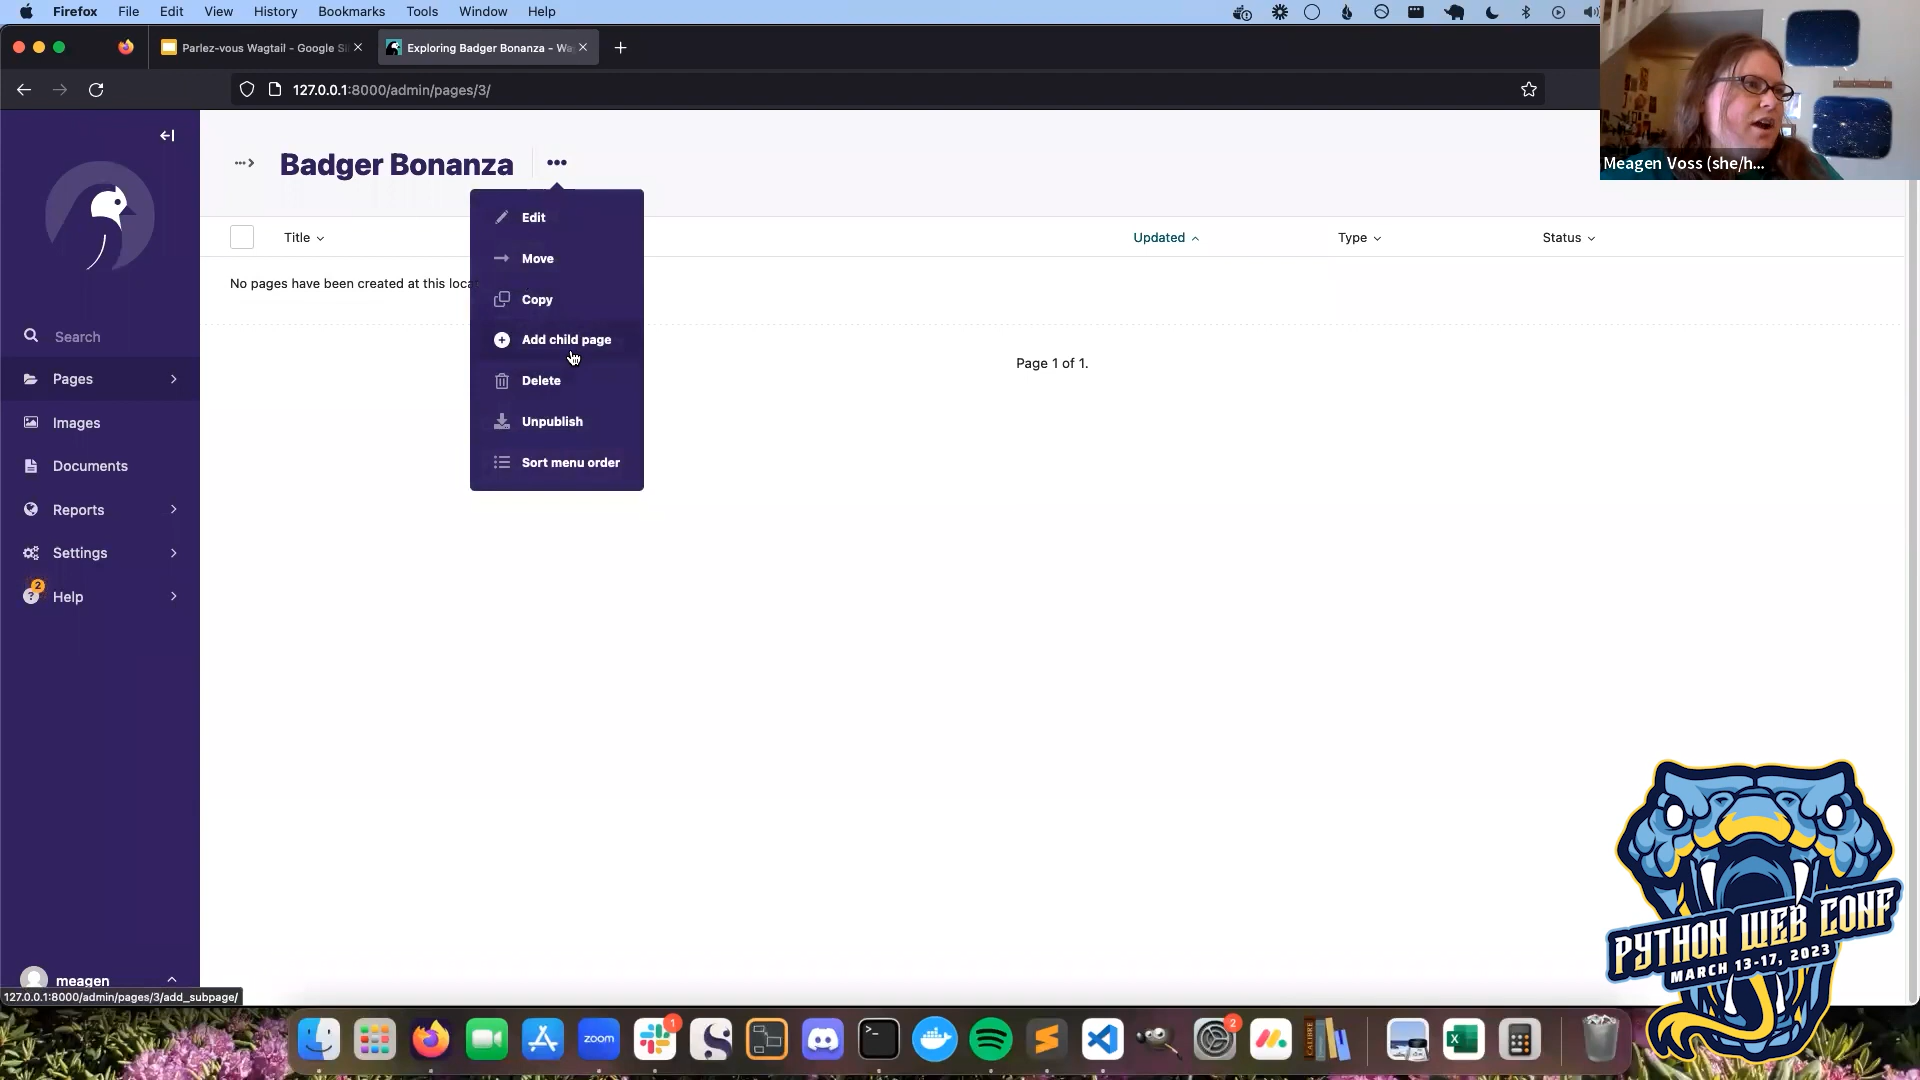 Firefox File Edit View History Bookmarks Tools Window Help
Parlez-vous Wagtail - Google Sl
Exploring Badger Bonanza - Wa
127.0.0.1:8000/admin/pages/3/
Meagen Voss (she/h...
Badger Bonanza
Edit
Move
Copy
Add child page
Delete
Unpublish
Sort menu order
Title
Updated
Type
Status
No pages have been created at this loca
Page 1 of 1.
Search
Pages
Images
Documents
Reports
Settings
2
Help
meagen
127.0.0.1:8000/admin/pages/3/add_subpage/
PYTHON WEB CONF
MARCH 13-17, 2023
zoom
1
2
CALIBRE